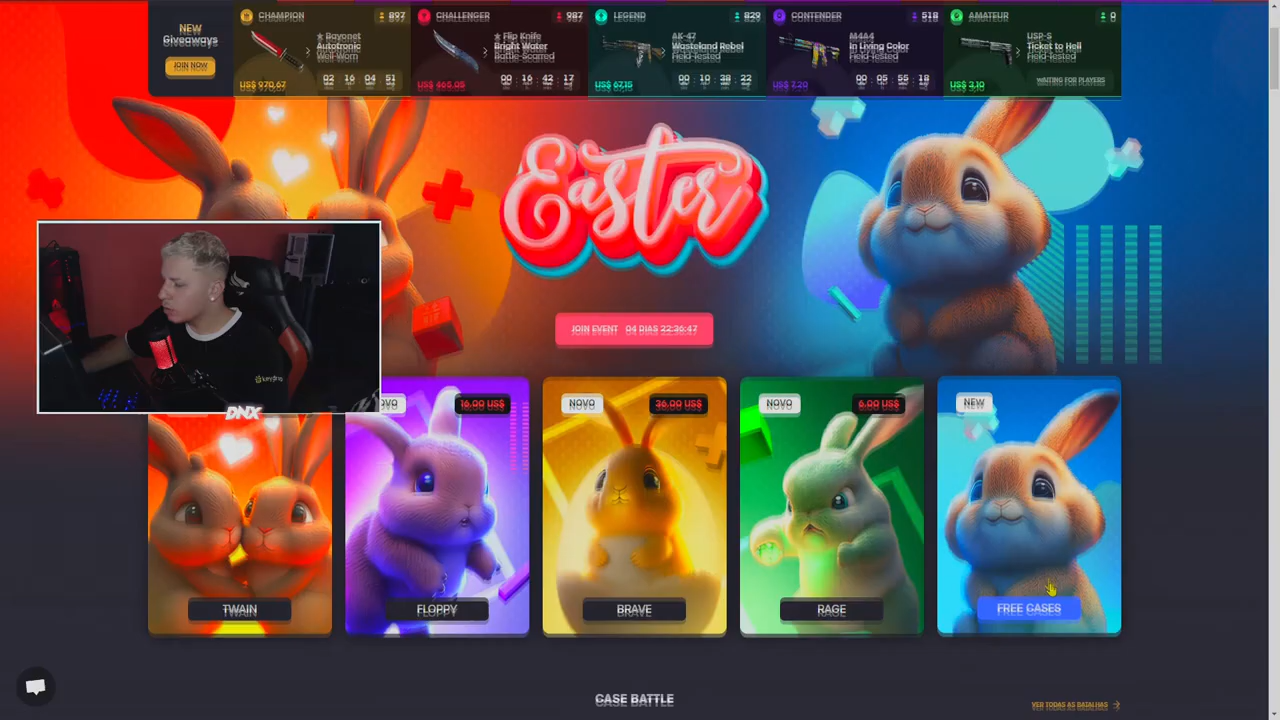 NEW
Giveaways
JOIN NOW
CHAMPION 897
★ Bayonet
Autotronic
Well-Worn
US$ 970,67
02 16 04 51
CHALLENGER 987
★ Flip Knife
Bright Water
Battle-Scarred
US$ 465,05
00 16 42 17
LEGEND 829
AK-47
Wasteland Rebel
Field-Tested
US$ 67,15
00 10 38 22
CONTENDER 518
M4A4
In Living Color
Field-Tested
US$ 7,20
00 05 55 18
AMATEUR 0
USP-S
Ticket to Hell
Field-Tested
US$ 3,10
WAITING FOR PLAYERS
Easter
JOIN EVENT 04 DIAS 22:36:47
DNX
TWAIN
16,00 US$
FLOPPY
NOVO 36,00 US$
BRAVE
NOVO 6,00 US$
RAGE
NEW
FREE CASES
CASE BATTLE
VER TODAS AS BATALHAS